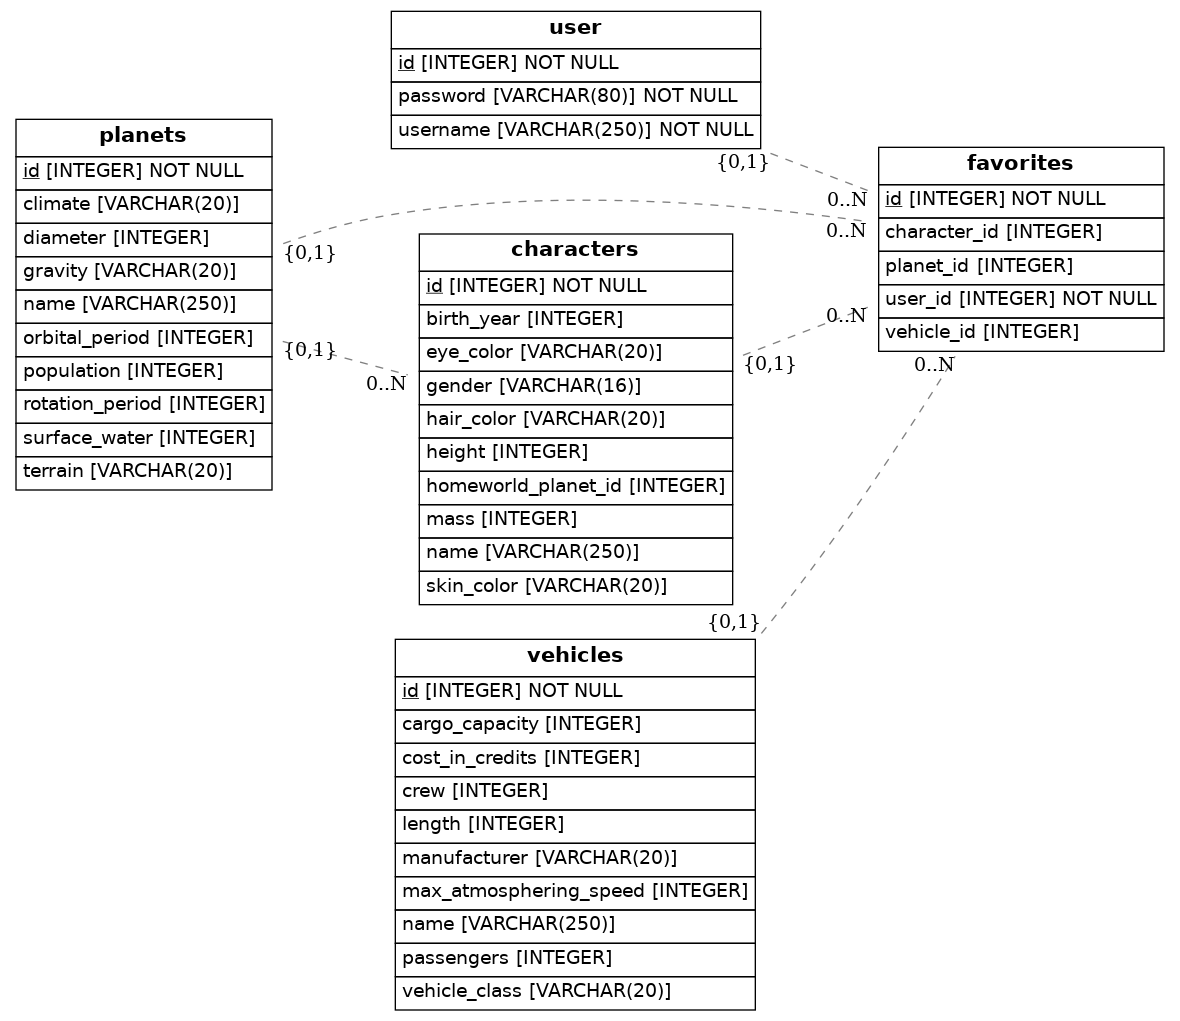 user
id [INTEGER] NOT NULL
password [VARCHAR(80)] NOT NULL
username [VARCHAR(250)] NOT NULL
planets
id [INTEGER] NOT NULL
climate [VARCHAR(20)]
diameter [INTEGER]
gravity [VARCHAR(20)]
name [VARCHAR(250)]
orbital_period [INTEGER]
population [INTEGER]
rotation_period [INTEGER]
surface_water [INTEGER]
terrain [VARCHAR(20)]
favorites
id [INTEGER] NOT NULL
character_id [INTEGER]
planet_id [INTEGER]
user_id [INTEGER] NOT NULL
vehicle_id [INTEGER]
{0,1}
0..N
{0,1}
0..N
{0,1}
0..N
{0,1}
0..N
{0,1}
0..N
characters
id [INTEGER] NOT NULL
birth_year [INTEGER]
eye_color [VARCHAR(20)]
gender [VARCHAR(16)]
hair_color [VARCHAR(20)]
height [INTEGER]
homeworld_planet_id [INTEGER]
mass [INTEGER]
name [VARCHAR(250)]
skin_color [VARCHAR(20)]
vehicles
id [INTEGER] NOT NULL
cargo_capacity [INTEGER]
cost_in_credits [INTEGER]
crew [INTEGER]
length [INTEGER]
manufacturer [VARCHAR(20)]
max_atmosphering_speed [INTEGER]
name [VARCHAR(250)]
passengers [INTEGER]
vehicle_class [VARCHAR(20)]